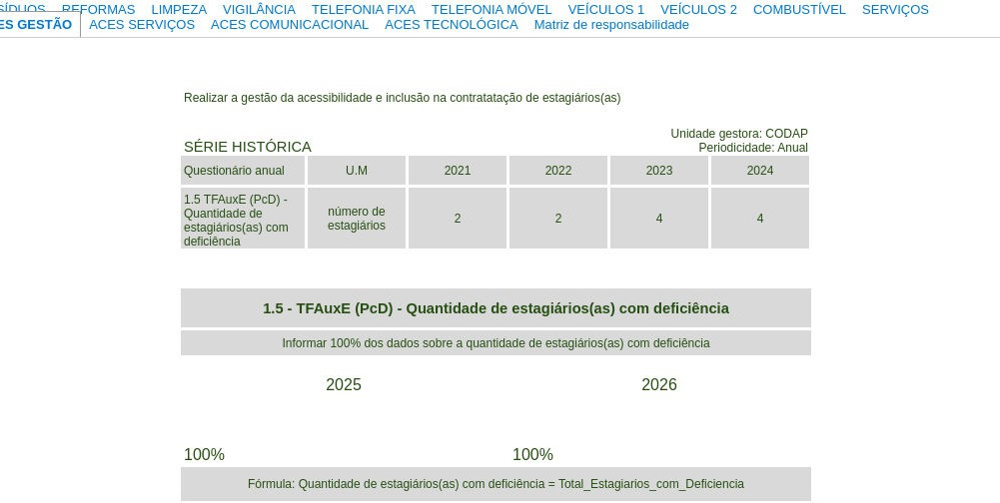 REFORMAS LIMPEZA VIGILÂNCIA TELEFONIA FIXA TELEFONIA MÓVEL VEÍCULOS 1 VEÍCULOS 2 COMBUSTÍVEL SERVIÇOS
ES GESTÃO ACES SERVIÇOS ACES COMUNICACIONAL ACES TECNOLÓGICA Matriz de responsabilidade
Realizar a gestão da acessibilidade e inclusão na contratatação de estagiários(as)
Unidade gestora: CODAP
SÉRIE HISTÓRICA Periodicidade: Anual
Questionário anual U.M 2021 2022 2023 2024
1.5 TFAuxE (PcD) -
Quantidade de
estagiários(as) com
deficiência
número de
estagiários
2 2 4 4
1.5 - TFAuxE (PcD) - Quantidade de estagiários(as) com deficiência
Informar 100% dos dados sobre a quantidade de estagiários(as) com deficiência
2025 2026
100% 100%
Fórmula: Quantidade de estagiários(as) com deficiência = Total_Estagiarios_com_Deficiencia